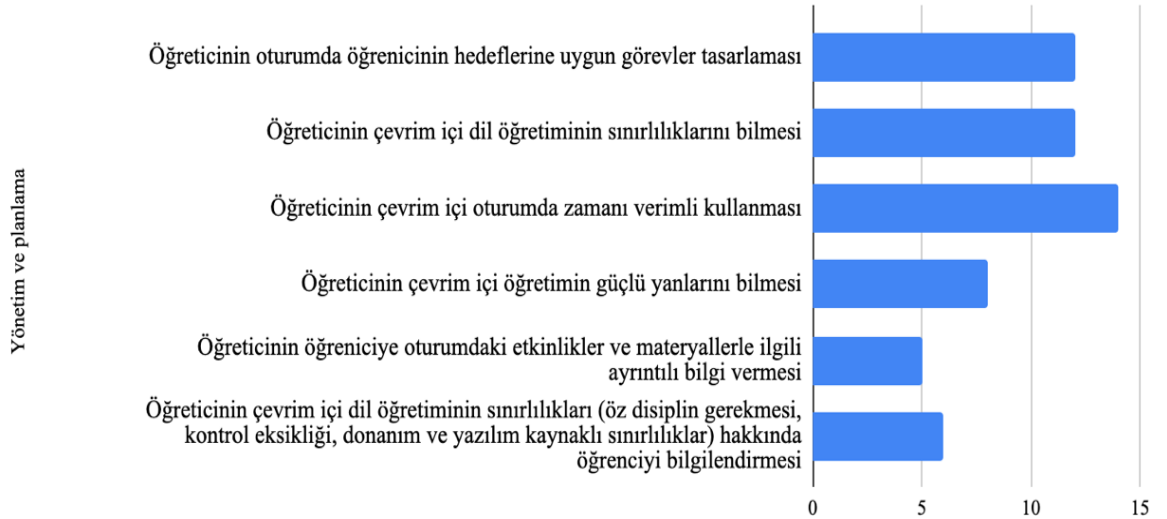 Yönetim ve planlama
Öğreticinin oturumda öğrenicinin hedeflerine uygun görevler tasarlaması
Öğreticinin çevrim içi dil öğretiminin sınırlılıklarını bilmesi
Öğreticinin çevrim içi oturumda zamanı verimli kullanması
Öğreticinin çevrim içi öğretimin güçlü yanlarını bilmesi
Öğreticinin öğreniciye oturumdaki etkinlikler ve materyallerle ilgili
ayrıntılı bilgi vermesi
Öğreticinin çevrim içi dil öğretiminin sınırlılıkları (öz disiplin gerekmesi,
kontrol eksikliği, donanım ve yazılım kaynaklı sınırlılıklar) hakkında
öğrenciyi bilgilendirmesi
0 5 10 15